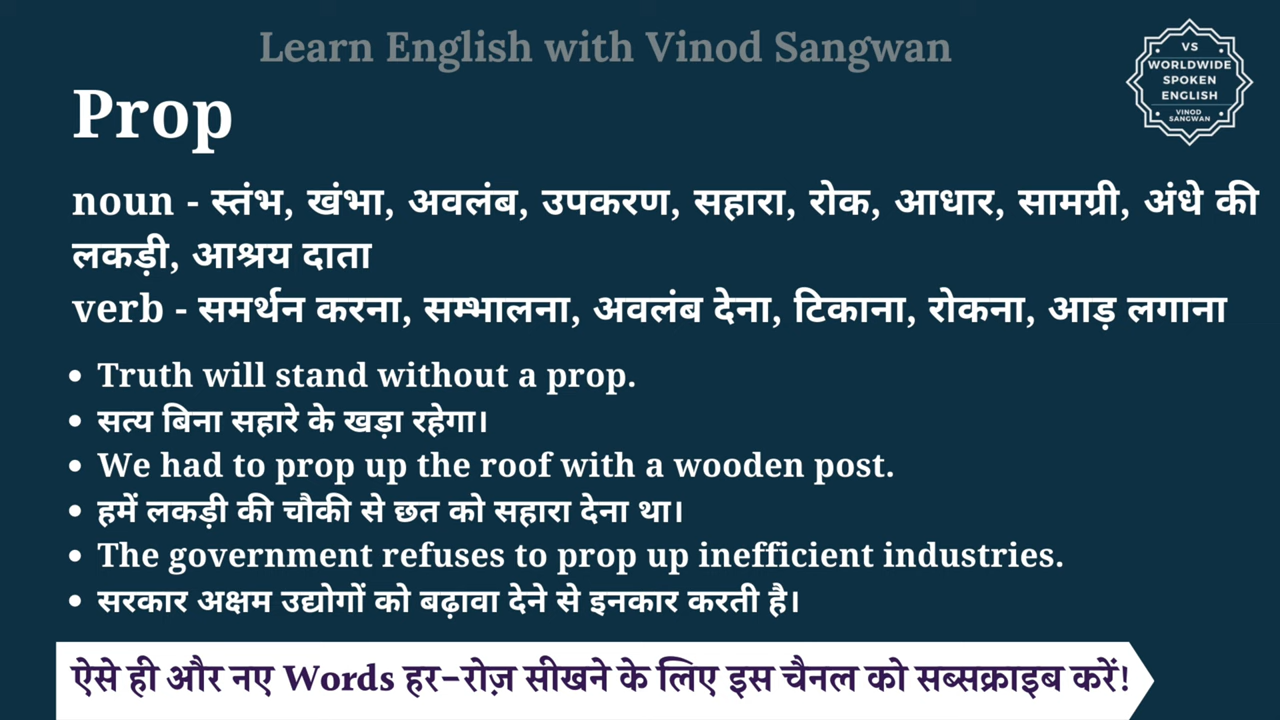 Learn English with Vinod Sangwan
VS
WORLDWIDE
SPOKEN
ENGLISH
VINOD
SANGWAN
Prop
noun - स्तंभ, खंभा, अवलंब, उपकरण, सहारा, रोक, आधार, सामग्री, अंधे की
लकड़ी, आश्रय दाता
verb - समर्थन करना, सम्भालना, अवलंब देना, टिकाना, रोकना, आड़ लगाना
• Truth will stand without a prop.
• सत्य बिना सहारे के खड़ा रहेगा।
• We had to prop up the roof with a wooden post.
• हमें लकड़ी की चौकी से छत को सहारा देना था।
• The government refuses to prop up inefficient industries.
• सरकार अक्षम उद्योगों को बढ़ावा देने से इनकार करती है।
ऐसे ही और नए Words हर-रोज़ सीखने के लिए इस चैनल को सब्सक्राइब करें!